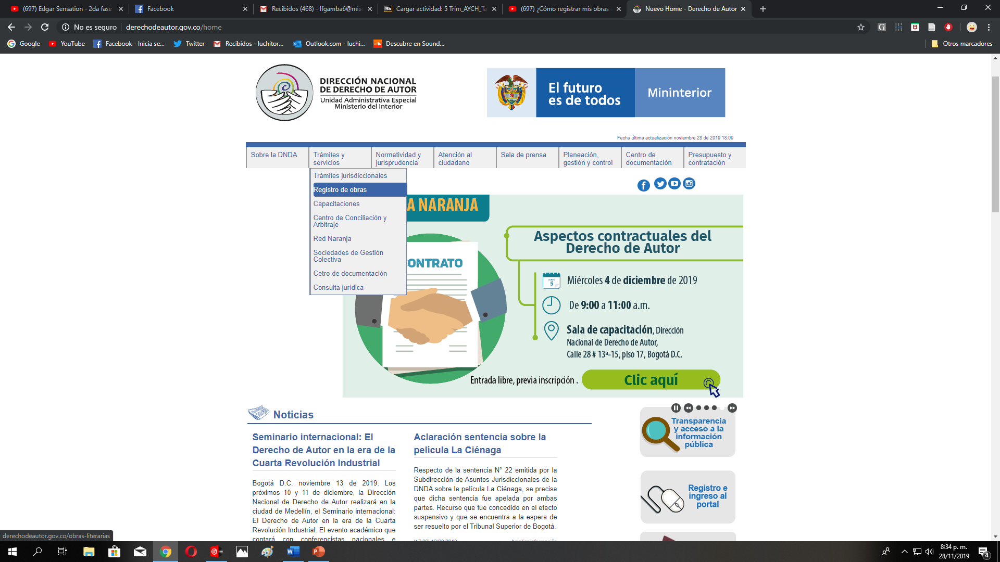 (697) Edgar Sensation - 2da fase
Facebook
Recibidos (468) - lfgamba6@mis
Cargar actividad: 5 Trim_AYCH_Ta
(697) ¿Cómo registrar mis obras
Nuevo Home - Derecho de Autor
No es seguro
derechodeautor.gov.co/home
Google
YouTube
Facebook - Inicia se...
Twitter
Recibidos - luchitor...
Outlook.com - luchi...
Descubre en Sound...
Otros marcadores
DIRECCIÓN NACIONAL
DE DERECHO DE AUTOR
Unidad Administrativa Especial
Ministerio del Interior
El futuro
es de todos
Mininterior
Fecha última actualización noviembre 28 de 2019 18:09
Sobre la DNDA
Trámites y
servicios
Normatividad y
jurisprudencia
Atención al
ciudadano
Sala de prensa
Planeación,
gestión y control
Centro de
documentación
Presupuesto y
contratación
Trámites jurisdiccionales
Registro de obras
Capacitaciones
Centro de Conciliación y
Arbitraje
Red Naranja
Sociedades de Gestión
Colectiva
Cetro de documentación
Consulta jurídica
A NARANJA
CONTRATO
Aspectos contractuales del
Derecho de Autor
JUNIO
5
Miércoles 4 de diciembre de 2019
De 9:00 a 11:00 a.m.
Sala de capacitación, Dirección
Nacional de Derecho de Autor,
Calle 28 # 13ª-15, piso 17, Bogotá D.C.
Entrada libre, previa inscripción .
Clic aquí
Noticias
Seminario internacional: El
Derecho de Autor en la era de la
Cuarta Revolución Industrial
Bogotá D.C. noviembre 13 de 2019. Los
próximos 10 y 11 de diciembre, la Dirección
Nacional de Derecho de Autor realizará en la
ciudad de Medellín, el Seminario internacional:
El Derecho de Autor en la era de la Cuarta
Revolución Industrial. El evento académico que
contará con conferencistas nacionales e
Aclaración sentencia sobre la
película La Ciénaga
Respecto de la sentencia N° 22 emitida por la
Subdirección de Asuntos Jurisdiccionales de la
DNDA sobre la película La Ciénaga, se precisa
que dicha sentencia fue apelada por ambas
partes. Recurso que fue concedido en el efecto
suspensivo y que se encuentra a la espera de
ser resuelto por el Tribunal Superior de Bogotá.
Transparencia
y acceso a la
información
pública
Registro e
ingreso al
portal
derechodeautor.gov.co/obras-literarias
8:34 p. m.
28/11/2019
4